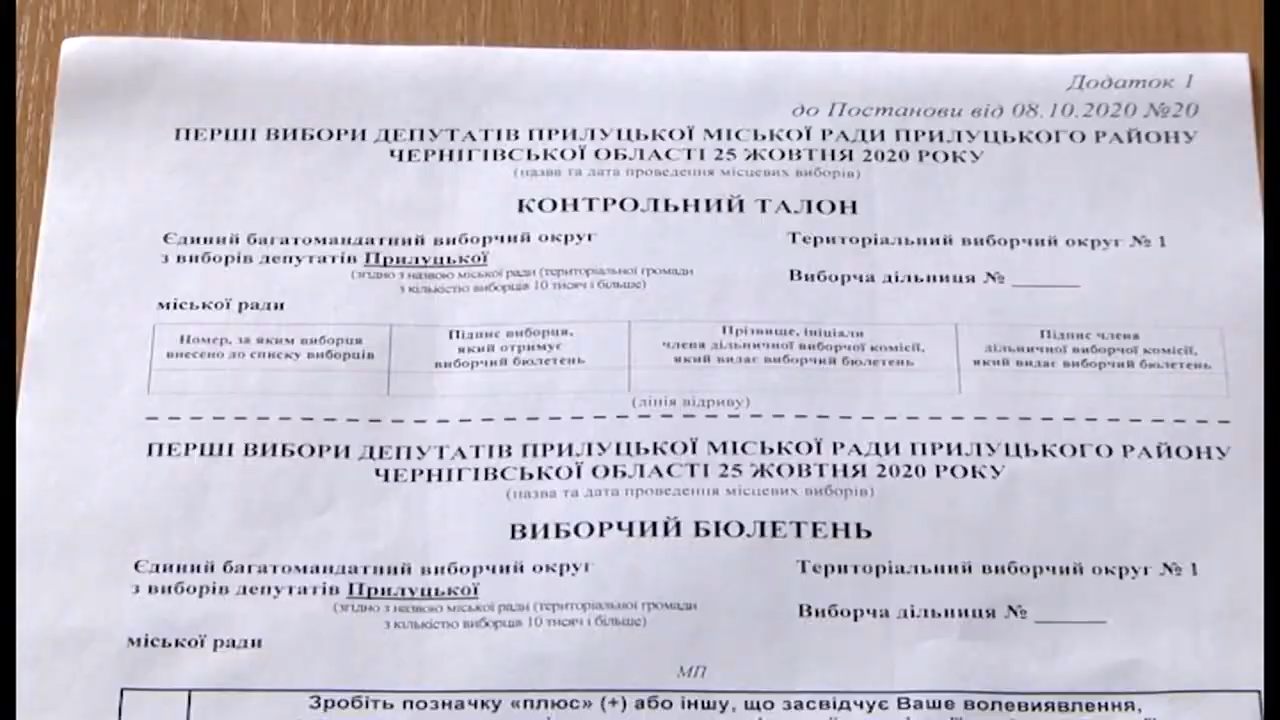 Додаток 1
до Постанови від 08.10.2020 №20
ПЕРШІ ВИБОРИ ДЕПУТАТІВ ПРИЛУЦЬКОЇ МІСЬКОЇ РАДИ ПРИЛУЦЬКОГО РАЙОНУ
ЧЕРНІГІВСЬКОЇ ОБЛАСТІ 25 ЖОВТНЯ 2020 РОКУ
(назва та дата проведення місцевих виборів)
КОНТРОЛЬНИЙ ТАЛОН
Єдиний багатомандатний виборчий округ
з виборів депутатів Прилуцької
(згідно з назвою міської ради (територіальної громади
з кількістю виборців 10 тисяч і більше)
міської ради
Територіальний виборчий округ № 1
Виборча дільниця № ______
Номер, за яким виборця
внесено до списку виборців
Підпис виборця,
який отримує
виборчий бюлетень
Прізвище, ініціали
члена дільничної виборчої комісії,
який видає виборчий бюлетень
Підпис члена
дільничної виборчої комісії,
який видає виборчий бюлетень
(лінія відриву)
ПЕРШІ ВИБОРИ ДЕПУТАТІВ ПРИЛУЦЬКОЇ МІСЬКОЇ РАДИ ПРИЛУЦЬКОГО РАЙОНУ
ЧЕРНІГІВСЬКОЇ ОБЛАСТІ 25 ЖОВТНЯ 2020 РОКУ
(назва та дата проведення місцевих виборів)
ВИБОРЧИЙ БЮЛЕТЕНЬ
Єдиний багатомандатний виборчий округ
з виборів депутатів Прилуцької
(згідно з назвою міської ради (територіальної громади
з кількістю виборців 10 тисяч і більше)
міської ради
Територіальний виборчий округ № 1
Виборча дільниця № ______
МП
Зробіть позначку «плюс» (+) або іншу, що засвідчує Ваше волевиявлення,